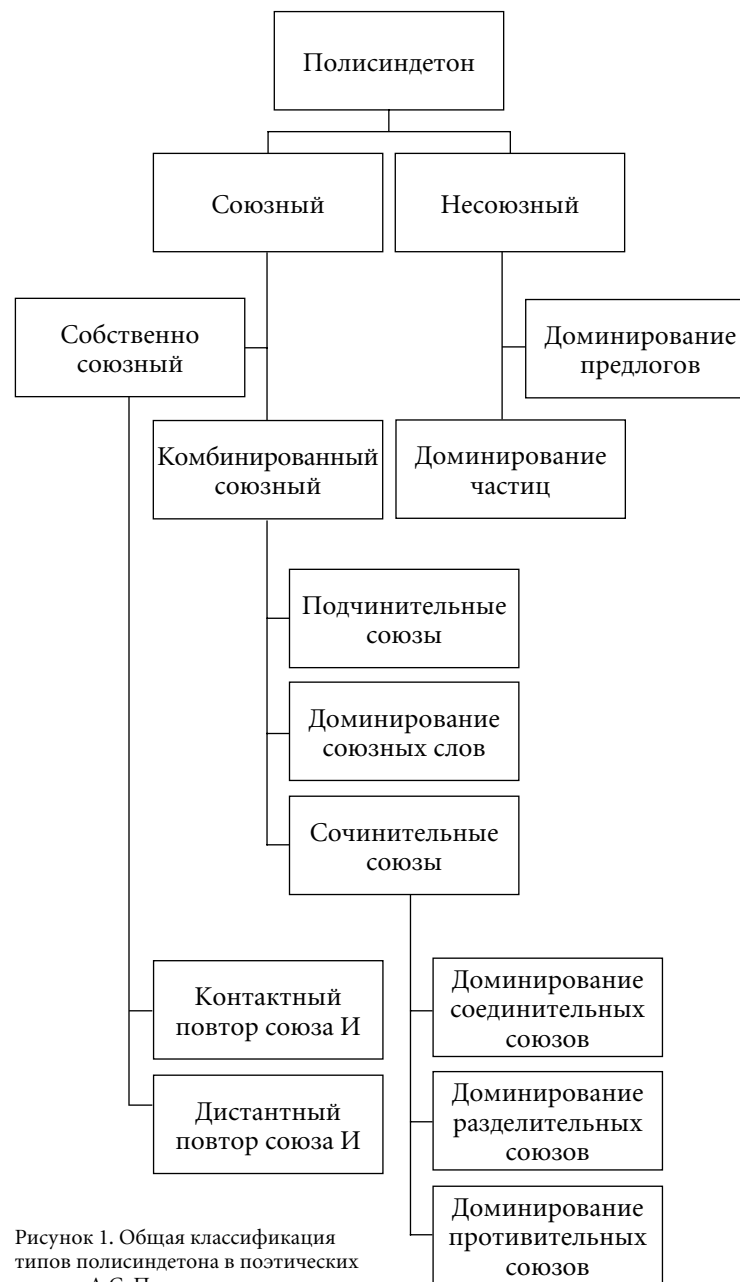 Полисиндетон
Союзный
Несоюзный
Собственно
союзный
Доминирование
предлогов
Комбинированный
союзный
Доминирование
частиц
Подчинительные
союзы
Доминирование
союзных слов
Сочинительные
союзы
Контактный
повтор союза И
Доминирование
соединительных
союзов
Дистантный
повтор союза И
Доминирование
разделительных
союзов
Доминирование
противительных
союзов
Рисунок 1. Общая классификация
типов полисиндетона в поэтических